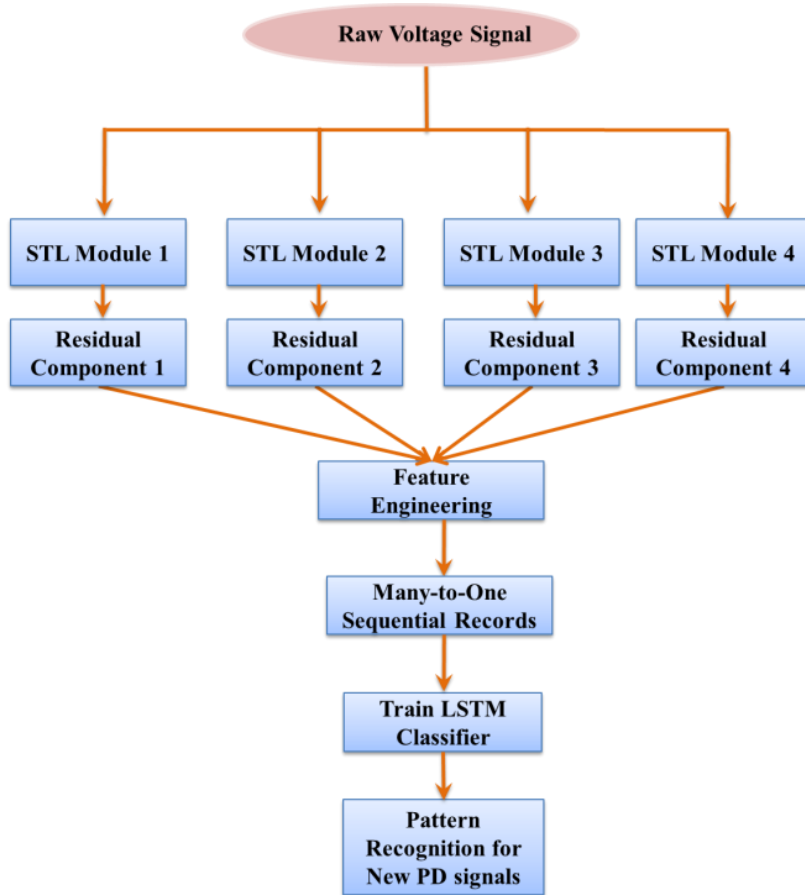 Raw Voltage Signal
STL Module 1
STL Module 2
STL Module 3
STL Module 4
Residual
Component 1
Residual
Component 2
Residual
Component 3
Residual
Component 4
Feature
Engineering
Many-to-One
Sequential Records
Train LSTM
Classifier
Pattern
Recognition for
New PD signals